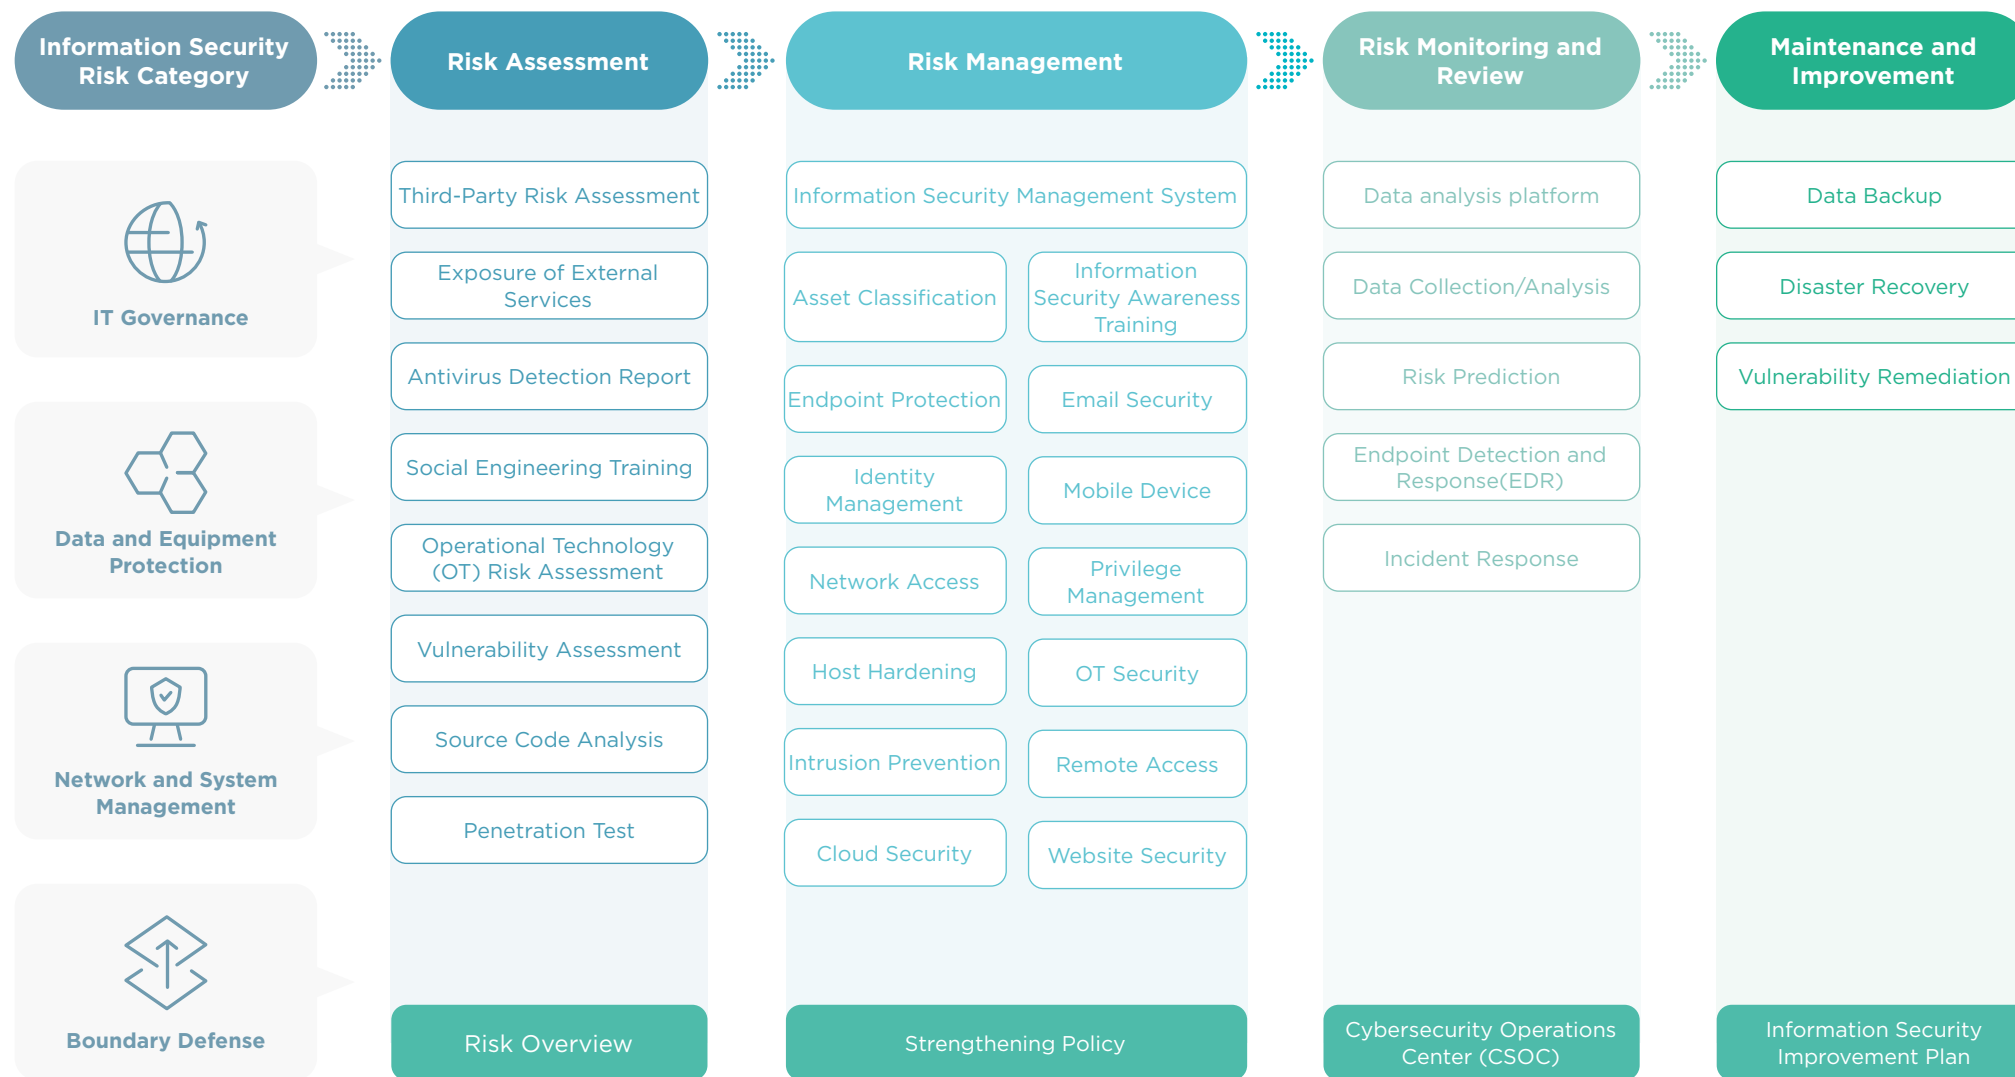 Information Security
Risk Category
Risk Assessment
Risk Management
Risk Monitoring and
Review
Maintenance and
Improvement
IT Governance
Data and Equipment
Protection
Network and System
Management
Boundary Defense
Third-Party Risk Assessment
Exposure of External
Services
Antivirus Detection Report
Social Engineering Training
Operational Technology
(OT) Risk Assessment
Vulnerability Assessment
Source Code Analysis
Penetration Test
Risk Overview
Information Security Management System
Asset Classification
Information
Security Awareness
Training
Endpoint Protection
Email Security
Identity
Management
Mobile Device
Network Access
Privilege
Management
Host Hardening
OT Security
Intrusion Prevention
Remote Access
Cloud Security
Website Security
Strengthening Policy
Data analysis platform
Data Collection/Analysis
Risk Prediction
Endpoint Detection and
Response(EDR)
Incident Response
Cybersecurity Operations
Center (CSOC)
Data Backup
Disaster Recovery
Vulnerability Remediation
Information Security
Improvement Plan